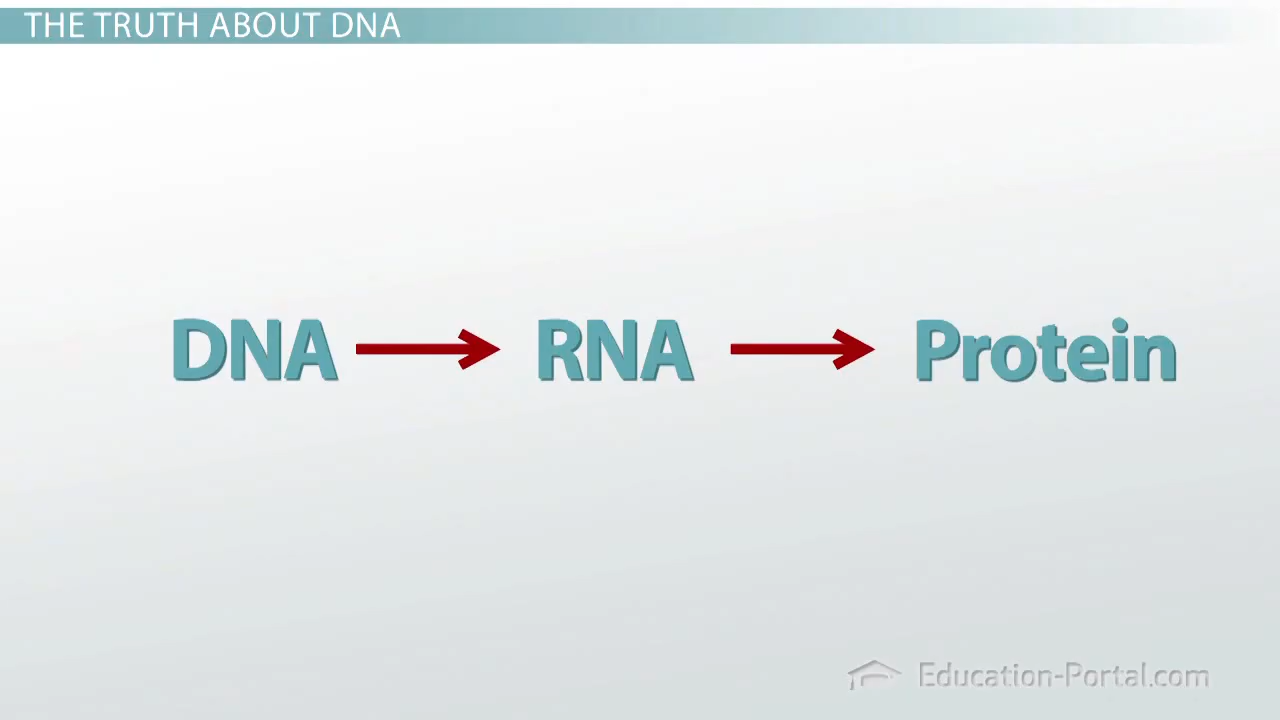 THE TRUTH ABOUT DNA
DNA RNA Protein
Education-Portal.com